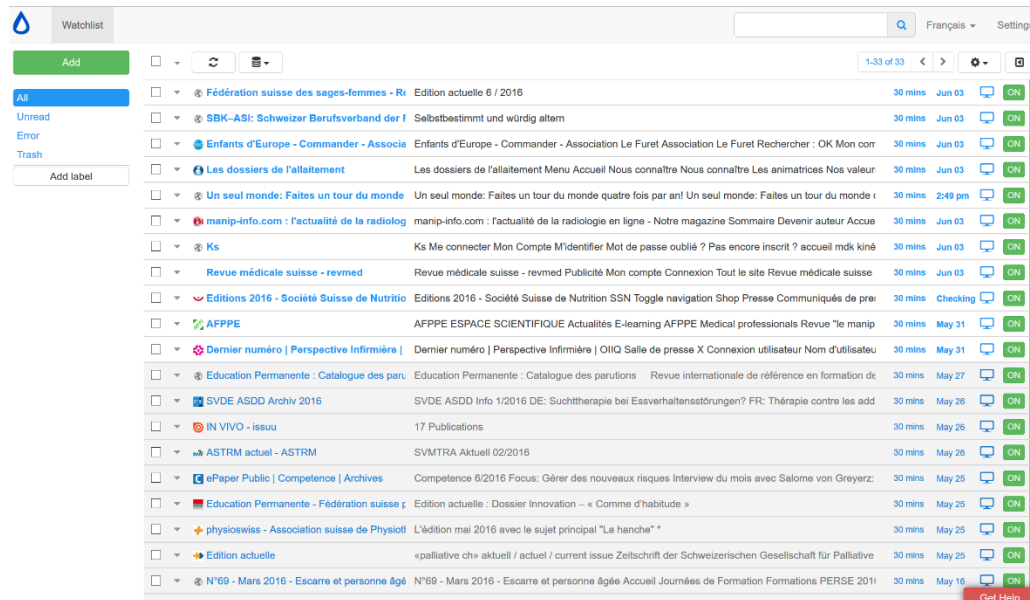 Watchlist Français Settings
Add 1-33 of 33
All
Unread
Error
Trash
Add label
Fédération suisse des sages-femmes - Re Edition actuelle 6 / 2016 30 mins Jun 03 ON
SBK–ASI: Schweizer Berufsverband der F Selbstbestimmt und würdig altern 30 mins Jun 03 ON
Enfants d'Europe - Commander - Associa Enfants d'Europe - Commander - Association Le Furet Association Le Furet Rechercher : OK Mon com 30 mins Jun 03 ON
Les dossiers de l'allaitement Les dossiers de l'allaitement Menu Accueil Nous connaître Nous connaître Les animatrices Nos valeur 30 mins Jun 03 ON
Un seul monde: Faites un tour du monde Un seul monde: Faites un tour du monde quatre fois par an! Un seul monde: Faites un tour du monde 30 mins 2:49 pm ON
manip-info.com : l'actualité de la radiolog manip-info.com : l'actualité de la radiologie en ligne - Notre magazine Sommaire Devenir auteur Accue 30 mins Jun 03 ON
Ks Ks Me connecter Mon Compte M'identifier Mot de passe oublié ? Pas encore inscrit ? accueil mdk kiné 30 mins Jun 03 ON
Revue médicale suisse - revmed Revue médicale suisse - revmed Publicité Mon compte Connexion Tout le site Revue médicale suisse 30 mins Jun 03 ON
Editions 2016 - Société Suisse de Nutritio Editions 2016 - Société Suisse de Nutrition SSN Toggle navigation Shop Presse Communiqués de pre 30 mins Checking ON
AFPPE AFPPE ESPACE SCIENTIFIQUE Actualités E-learning AFPPE Medical professionals Revue "le manip 30 mins May 31 ON
Dernier numéro | Perspective Infirmière | Dernier numéro | Perspective Infirmière | OIIQ Salle de presse X Connexion utilisateur Nom d'utilisateu 30 mins May 31 ON
Education Permanente : Catalogue des paru Education Permanente : Catalogue des parutions Revue internationale de référence en formation de 30 mins May 27 ON
SVDE ASDD Archiv 2016 SVDE ASDD Info 1/2016 DE: Suchttherapie bei Essverhaltensstörungen? FR: Thérapie contre les add 30 mins May 26 ON
IN VIVO - issuu 17 Publications 30 mins May 26 ON
ASTRM actuel - ASTRM SVMTRA Aktuell 02/2016 30 mins May 26 ON
ePaper Public | Competence | Archives Competence 6/2016 Focus: Gérer des nouveaux risques Interview du mois avec Salome von Greyerz: 30 mins May 25 ON
Education Permanente - Fédération suisse p Edition actuelle : Dossier Innovation – « Comme d'habitude » 30 mins May 25 ON
physioswiss - Association suisse de Physioth L'édition mai 2016 avec le sujet principal "La hanche" * 30 mins May 25 ON
Edition actuelle «palliative ch» aktuell / actuel / current issue Zeitschrift der Schweizerischen Gesellschaft für Palliative 30 mins May 25 ON
N°69 - Mars 2016 - Escarre et personne âgé N°69 - Mars 2016 - Escarre et personne âgée Accueil Journées de Formation Formations PERSE 2016 30 mins May 16 ON
Get Help